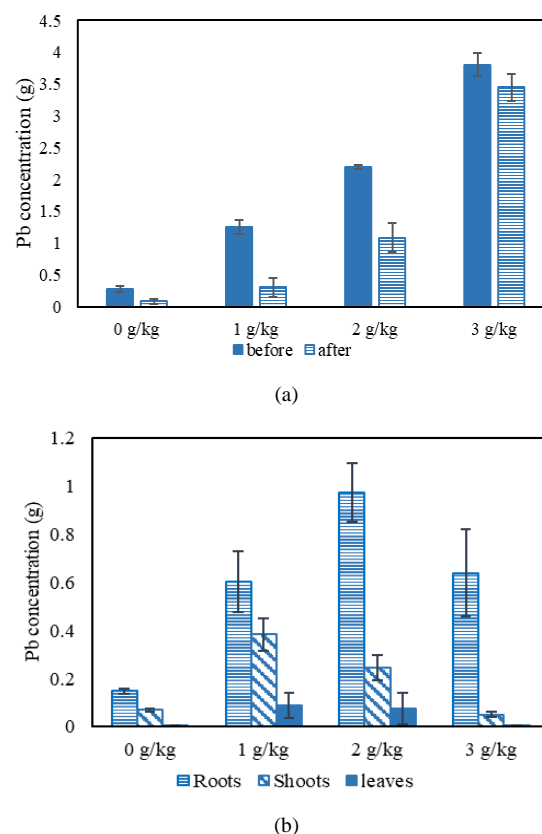 Pb concentration (g)
4.5
4
3.5
3
2.5
2
1.5
1
0.5
0
0 g/kg 1 g/kg 2 g/kg 3 g/kg
before after
(a)
Pb concentration (g)
1.2
1
0.8
0.6
0.4
0.2
0
0 g/kg 1 g/kg 2 g/kg 3 g/kg
Roots Shoots leaves
(b)